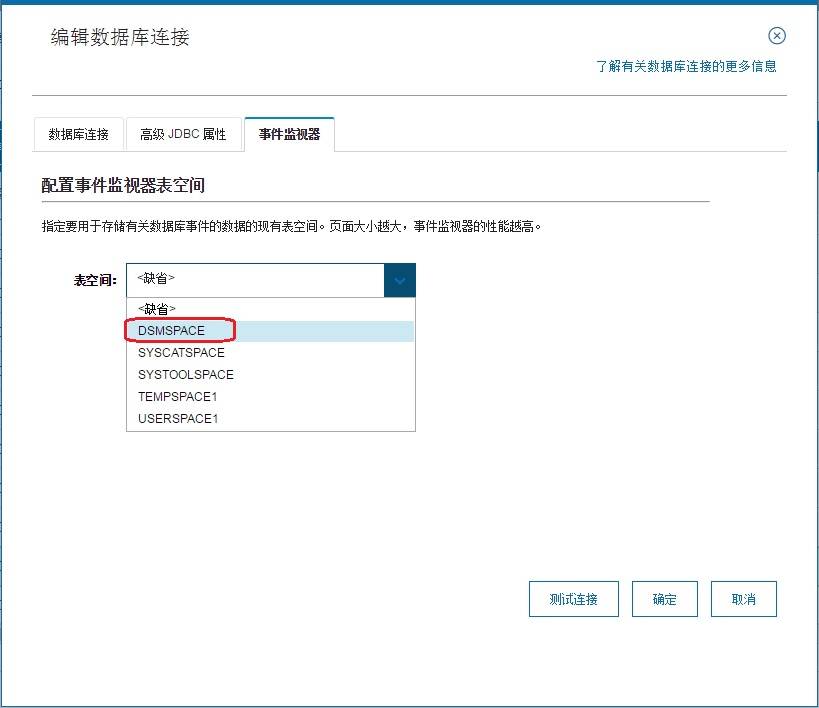 编辑数据库连接
了解有关数据库连接的更多信息
数据库连接 高级 JDBC 属性 事件监视器
配置事件监视器表空间
指定要用于存储有关数据库事件的数据的现有表空间。页面大小越大，事件监视器的性能越高。
表空间: <缺省>
<缺省>
DSMSPACE
SYSCATSPACE
SYSTOOLSPACE
TEMPSPACE1
USERSPACE1
测试连接 确定 取消